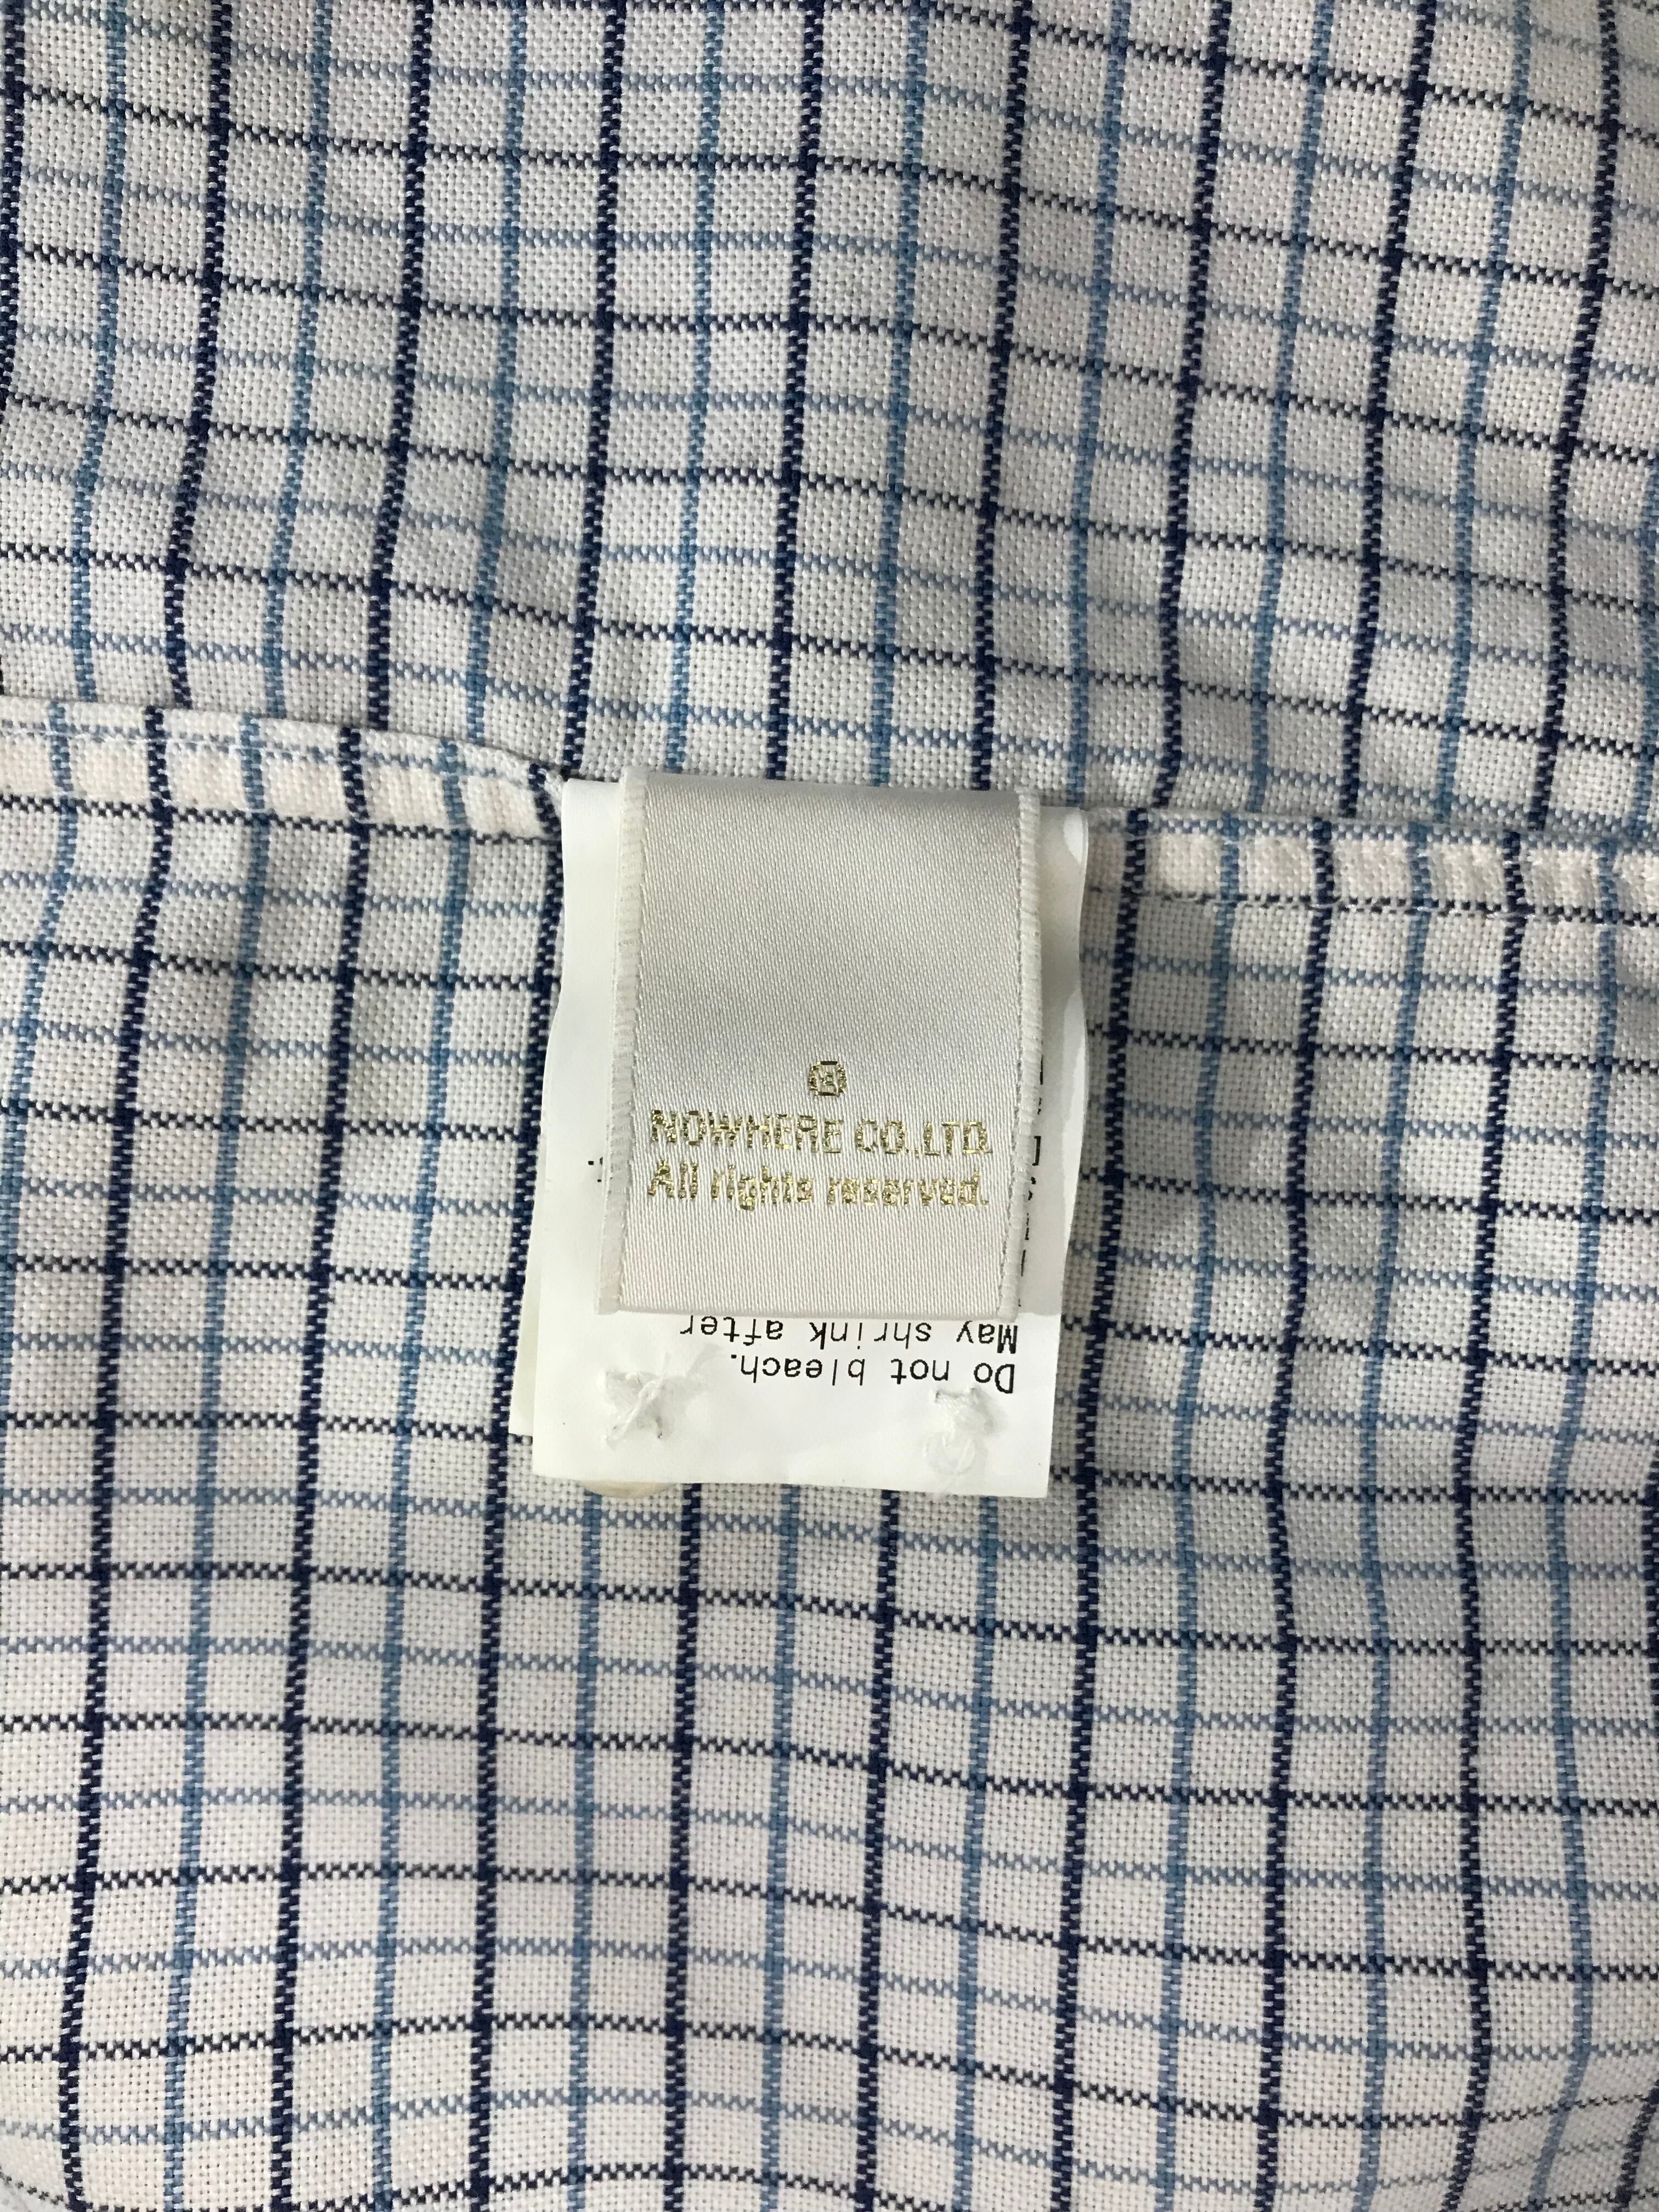 ©
NOWHERE CO.,LTD.
All rights reserved.
Do not bleach.
May shrink after